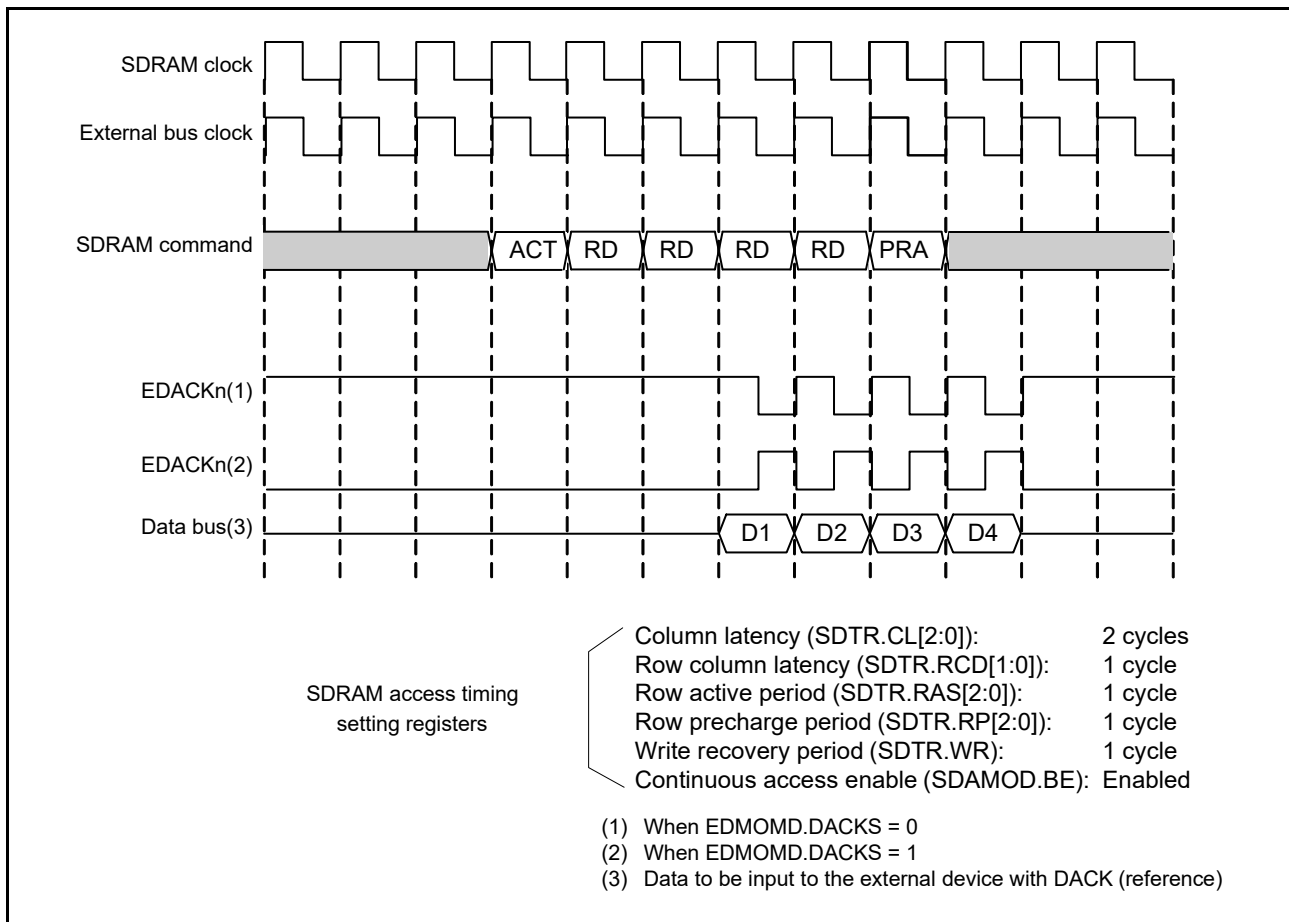 SDRAM clock
External bus clock
SDRAM command
ACT RD RD RD RD PRA
EDACKn(1)
EDACKn(2)
Data bus(3)
D1 D2 D3 D4
SDRAM access timing
setting registers
Column latency (SDTR.CL[2:0]): 2 cycles
Row column latency (SDTR.RCD[1:0]): 1 cycle
Row active period (SDTR.RAS[2:0]): 1 cycle
Row precharge period (SDTR.RP[2:0]): 1 cycle
Write recovery period (SDTR.WR): 1 cycle
Continuous access enable (SDAMOD.BE): Enabled
(1) When EDMOMD.DACKS = 0
(2) When EDMOMD.DACKS = 1
(3) Data to be input to the external device with DACK (reference)